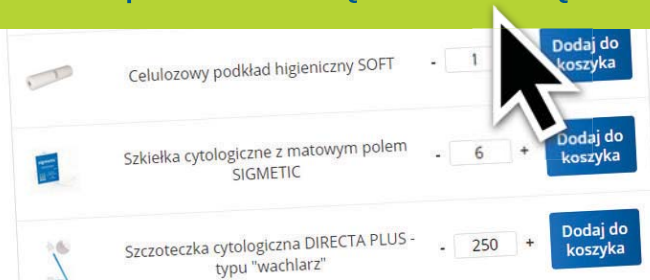 Celulozowy podkład higieniczny SOFT
- 1
Dodaj do
koszyka
Szkiełka cytologiczne z matowym polem
SIGMETIC
- 6 +
Dodaj do
koszyka
Szczoteczka cytologiczna DIRECTA PLUS -
typu "wachlarz"
- 250 +
Dodaj do
koszyka